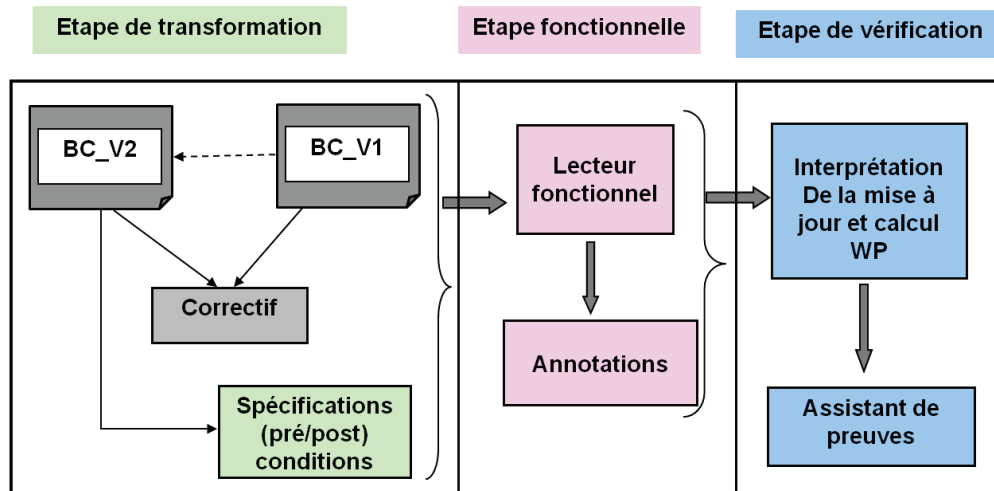 Etape de transformation
Etape fonctionnelle
Etape de vérification
BC_V2
BC_V1
Correctif
Spécifications
(pré/post)
conditions
Lecteur
fonctionnel
Annotations
Interprétation
De la mise à
jour et calcul
WP
Assistant de
preuves